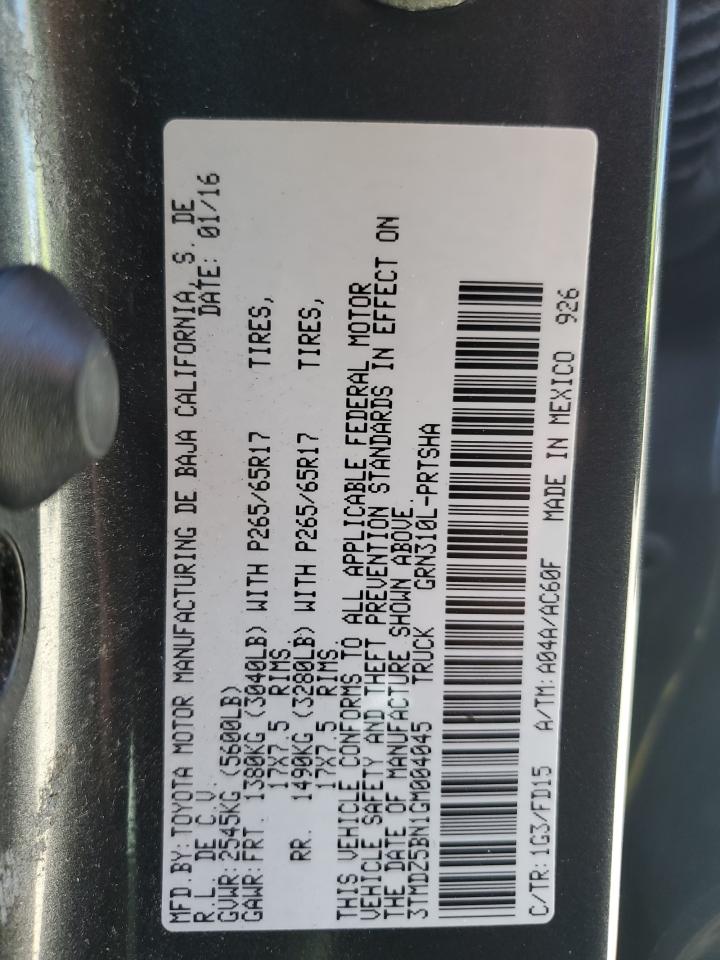 MFD.BY:TOYOTA MOTOR MANUFACTURING DE BAJA CALIFORNIA, S. DE
R.L. DE C.V. DATE: 01/16
GVWR:2545KG (5600LB)
GAWR:FRT. 1380KG (3040LB) WITH P265/65R17 TIRES,
17X7.5 RIMS.
RR. 1490KG (3280LB) WITH P265/65R17 TIRES,
17X7.5 RIMS.
THIS VEHICLE CONFORMS TO ALL APPLICABLE FEDERAL MOTOR
VEHICLE SAFETY AND THEFT PREVENTION STANDARDS IN EFFECT ON
THE DATE OF MANUFACTURE SHOWN ABOVE.
3TMDZ5BN1GM004045 TRUCK GRN310L-PRTSHA
C/TR:1G3/FD15 A/TM:A04A/AC60F MADE IN MEXICO 926